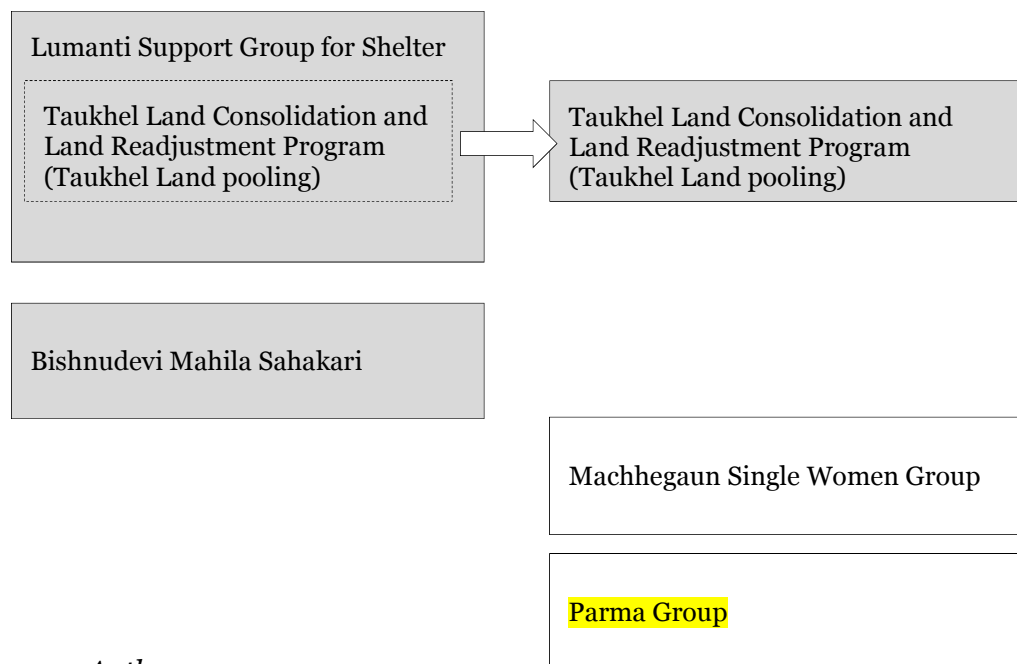 Lumanti Support Group for Shelter
Taukhel Land Consolidation and
Land Readjustment Program
(Taukhel Land pooling)
Taukhel Land Consolidation and
Land Readjustment Program
(Taukhel Land pooling)
Bishnudevi Mahila Sahakari
Machhegaun Single Women Group
Parma Group